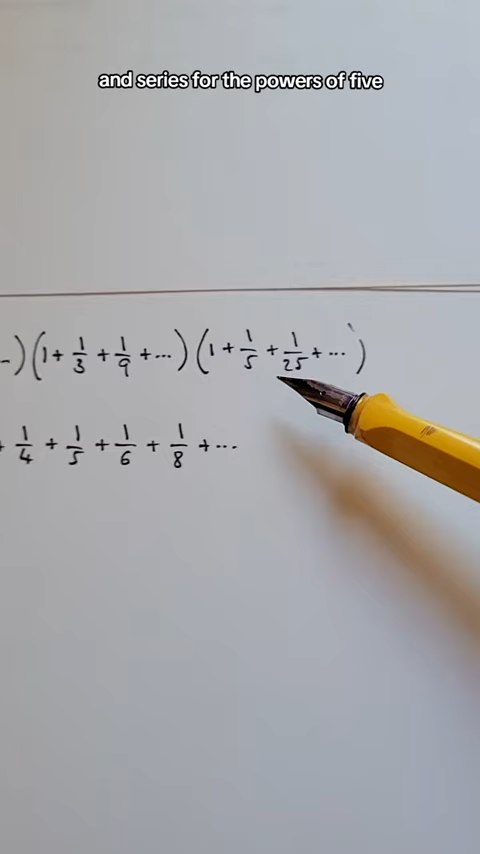 and series for the powers of five
-)(1 + 1/3 + 1/9 + ...)(1 + 1/5 + 1/25 + ...)
+ 1/4 + 1/5 + 1/6 + 1/8 + ...